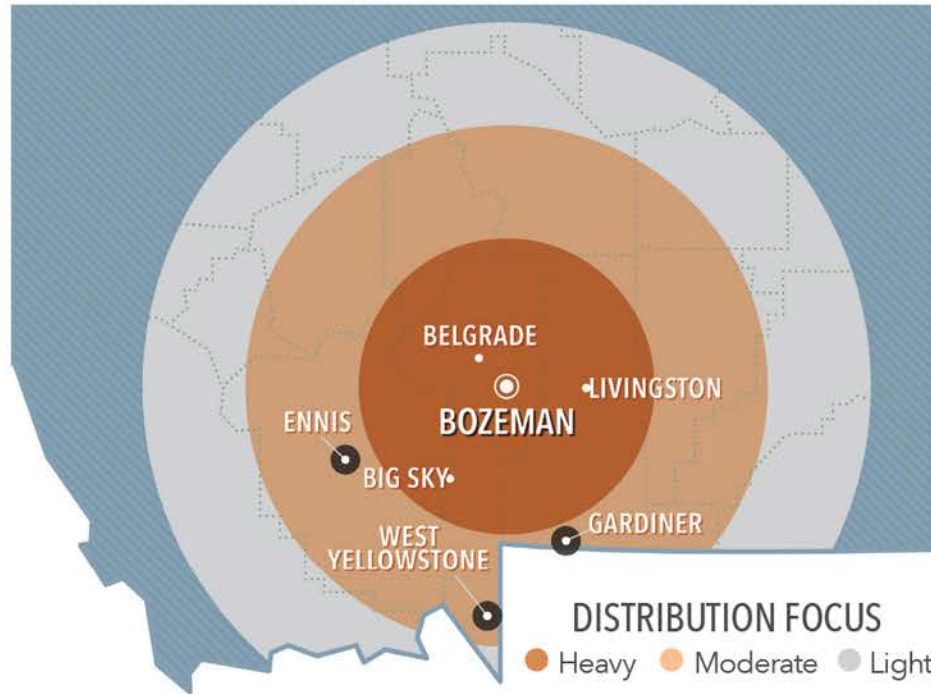 BELGRADE
LIVINGSTON
BOZEMAN
ENNIS
BIG SKY
GARDINER
WEST
YELLOWSTONE
DISTRIBUTION FOCUS
Heavy Moderate Light